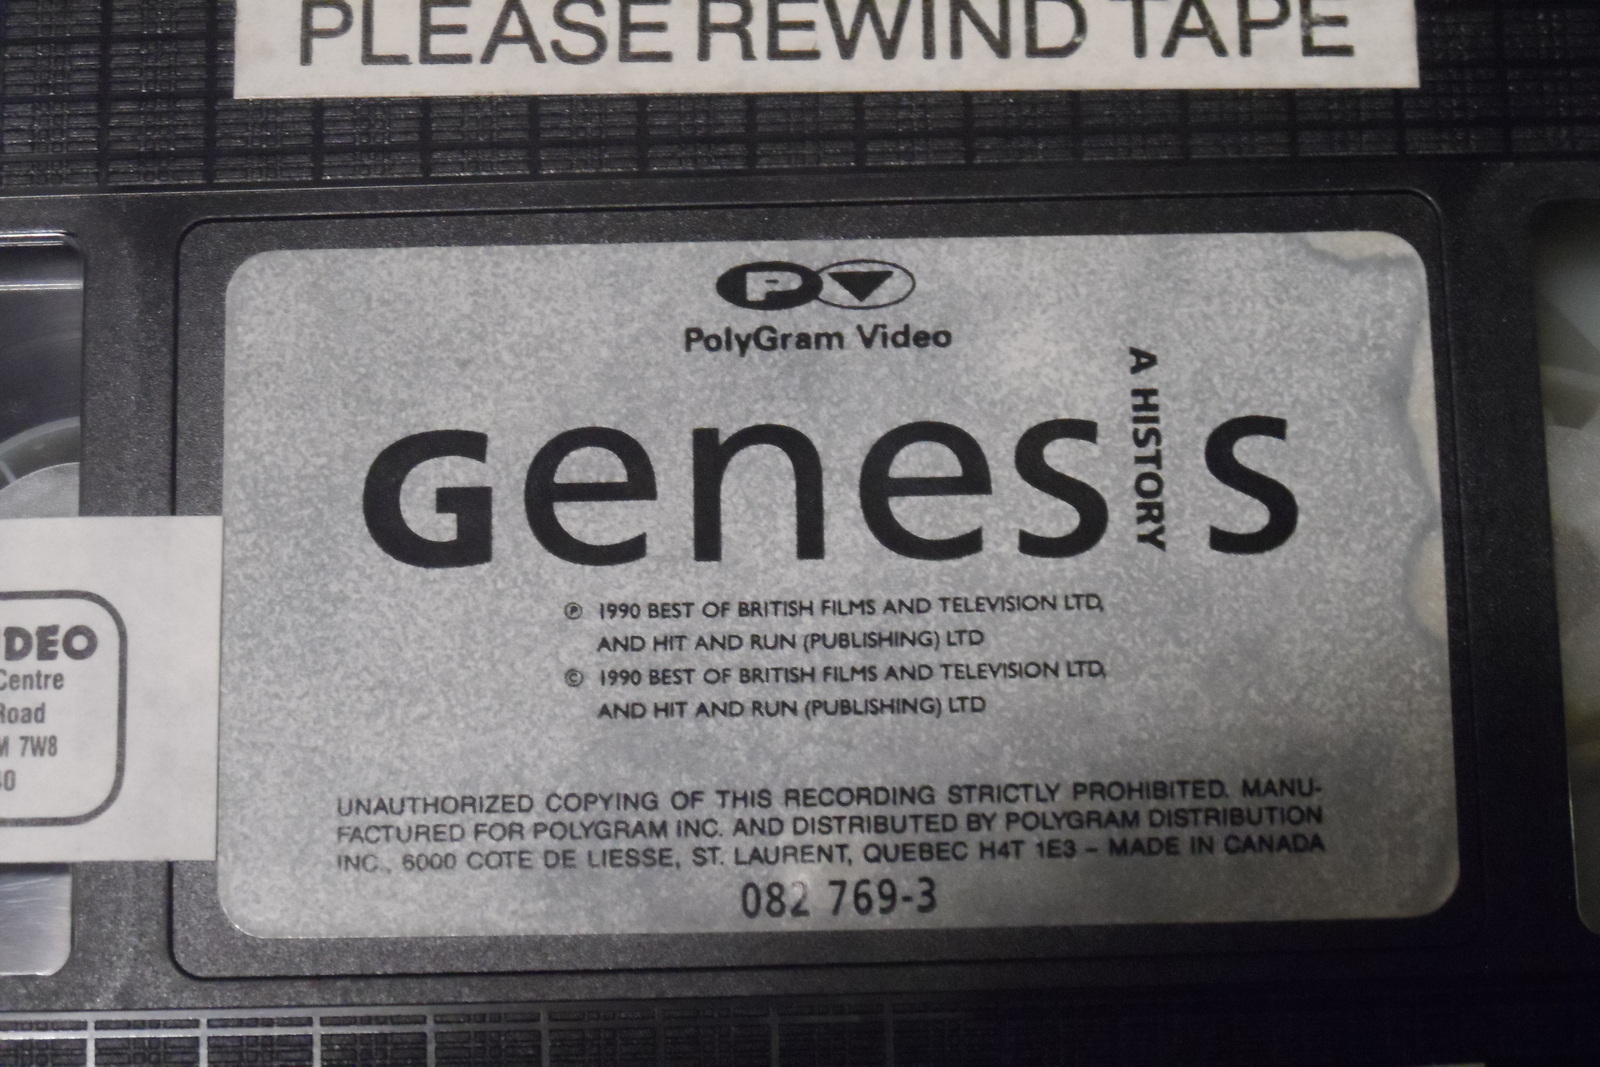 PLEASE REWIND TAPE
P
PolyGram Video
Genes s
A HISTORY
℗ 1990 BEST OF BRITISH FILMS AND TELEVISION LTD,
AND HIT AND RUN (PUBLISHING) LTD
© 1990 BEST OF BRITISH FILMS AND TELEVISION LTD,
AND HIT AND RUN (PUBLISHING) LTD
UNAUTHORIZED COPYING OF THIS RECORDING STRICTLY PROHIBITED. MANU-
FACTURED FOR POLYGRAM INC. AND DISTRIBUTED BY POLYGRAM DISTRIBUTION
INC., 6000 COTE DE LIESSE, ST. LAURENT, QUEBEC H4T 1E3 – MADE IN CANADA
082 769-3
DEO
Centre
Road
M 7W8